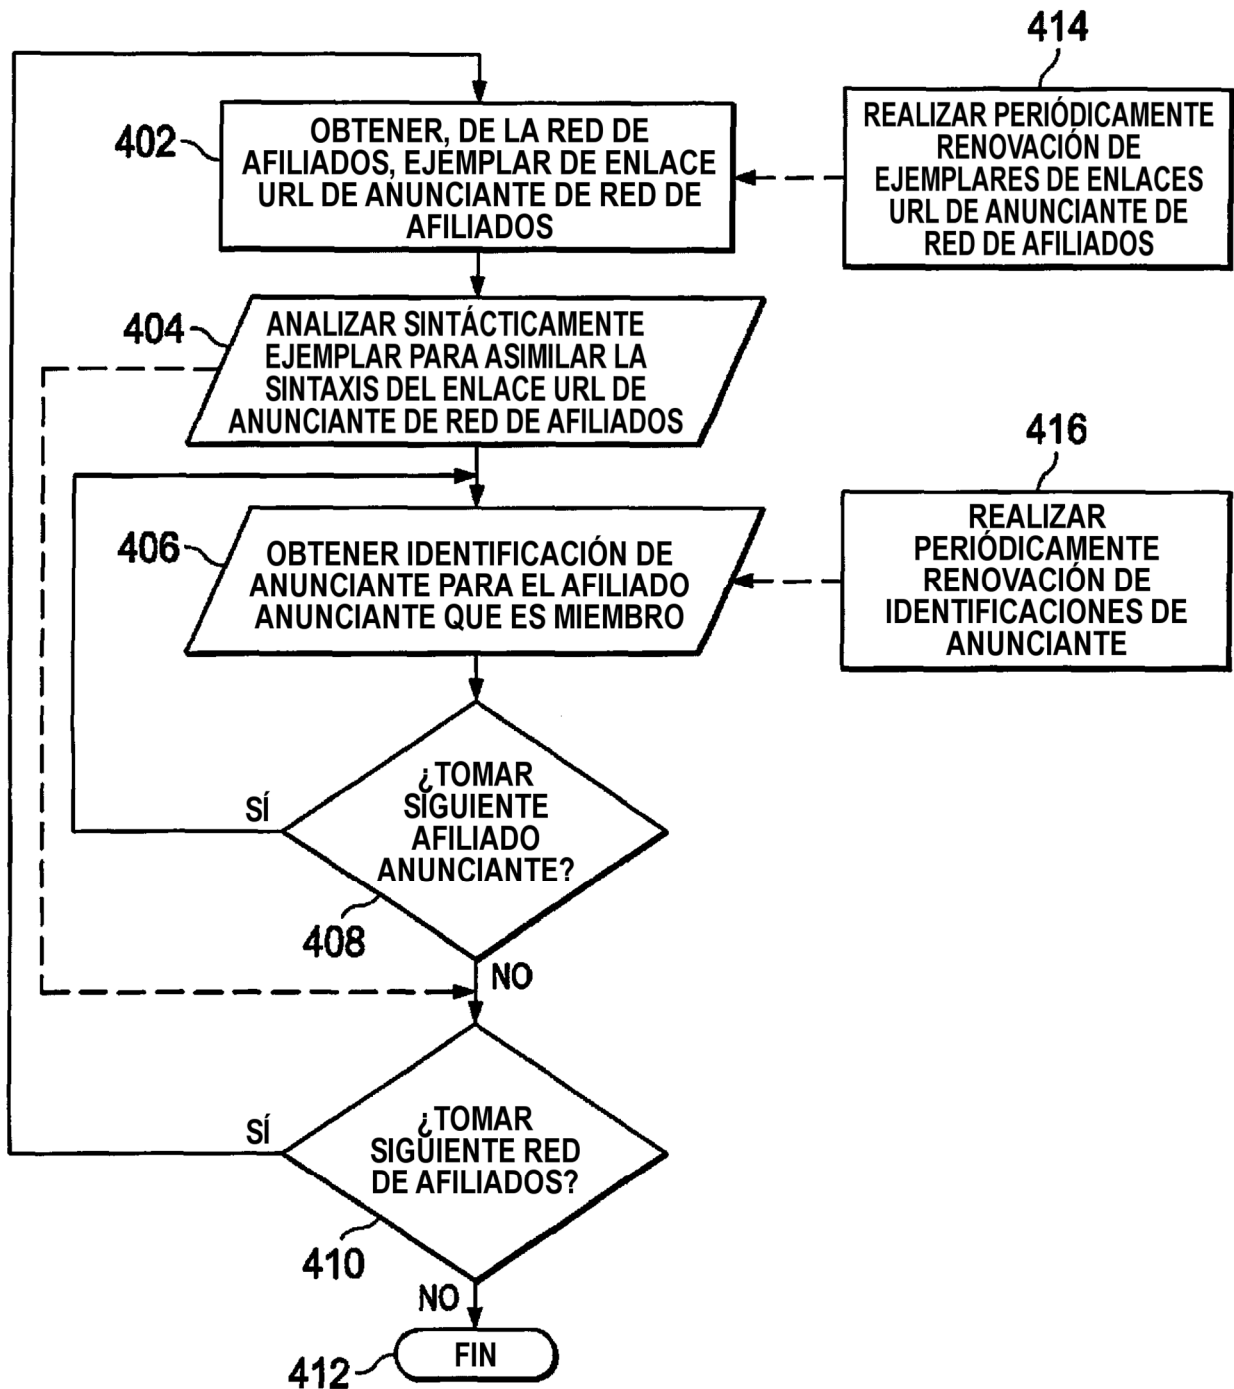 414
402
OBTENER, DE LA RED DE
AFILIADOS, EJEMPLAR DE ENLACE
URL DE ANUNCIANTE DE RED DE
AFILIADOS
REALIZAR PERIÓDICAMENTE
RENOVACIÓN DE
EJEMPLARES DE ENLACES
URL DE ANUNCIANTE DE
RED DE AFILIADOS
404
ANALIZAR SINTÁCTICAMENTE
EJEMPLAR PARA ASIMILAR LA
SINTAXIS DEL ENLACE URL DE
ANUNCIANTE DE RED DE AFILIADOS
416
406
OBTENER IDENTIFICACIÓN DE
ANUNCIANTE PARA EL AFILIADO
ANUNCIANTE QUE ES MIEMBRO
REALIZAR
PERIÓDICAMENTE
RENOVACIÓN DE
IDENTIFICACIONES DE
ANUNCIANTE
¿TOMAR
SIGUIENTE
AFILIADO
ANUNCIANTE?
SÍ
408
NO
¿TOMAR
SIGUIENTE RED
DE AFILIADOS?
SÍ
410
NO
FIN
412